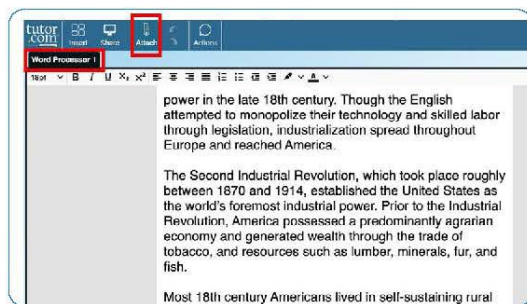 tutor
.com
Insert
Share
Attach
Actions
Word Processor 1
18pt B I U X₂ X²
power in the late 18th century. Though the English
attempted to monopolize their technology and skilled labor
through legislation, industrialization spread throughout
Europe and reached America.
The Second Industrial Revolution, which took place roughly
between 1870 and 1914, established the United States as
the world's foremost industrial power. Prior to the Industrial
Revolution, America possessed a predominantly agrarian
economy and generated wealth through the trade of
tobacco, and resources such as lumber, minerals, fur, and
fish.
Most 18th century Americans lived in self-sustaining rural